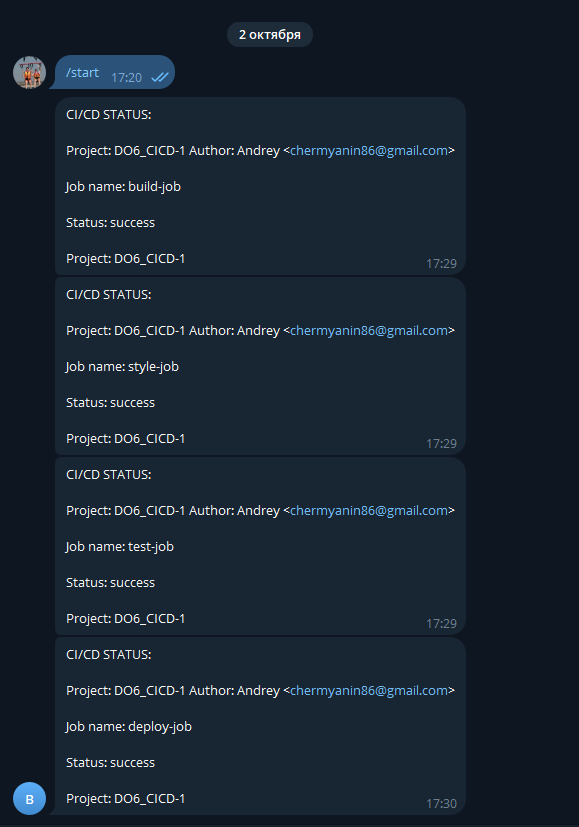 2 октября
/start 17:20
CI/CD STATUS:
Project: DO6_CICD-1 Author: Andrey <chermyanin86@gmail.com>
Job name: build-job
Status: success
Project: DO6_CICD-1
17:29
CI/CD STATUS:
Project: DO6_CICD-1 Author: Andrey <chermyanin86@gmail.com>
Job name: style-job
Status: success
Project: DO6_CICD-1
17:29
CI/CD STATUS:
Project: DO6_CICD-1 Author: Andrey <chermyanin86@gmail.com>
Job name: test-job
Status: success
Project: DO6_CICD-1
17:29
CI/CD STATUS:
Project: DO6_CICD-1 Author: Andrey <chermyanin86@gmail.com>
Job name: deploy-job
Status: success
B
Project: DO6_CICD-1
17:30